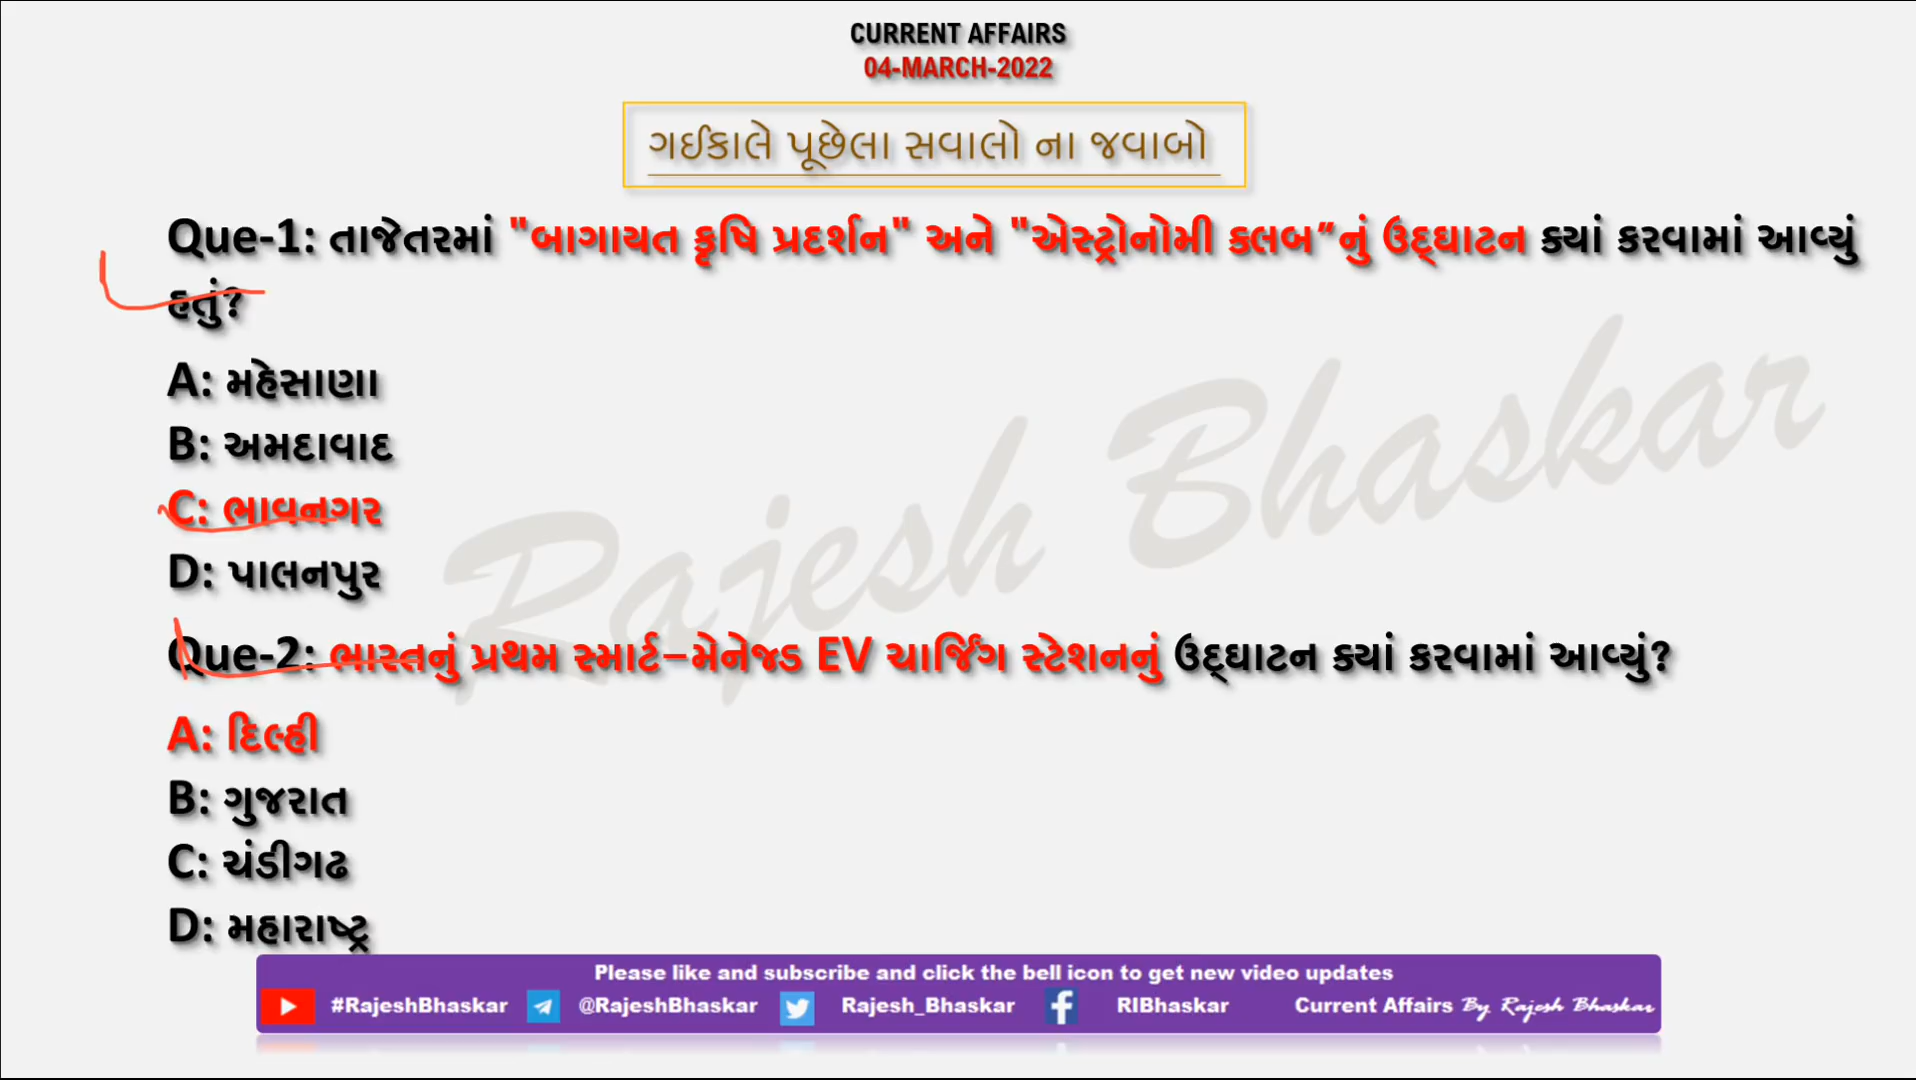 CURRENT AFFAIRS
04-MARCH-2022
ગઈકાલે પૂછેલા સવાલો ના જવાબો
Que-1: તાજેતરમાં "બાગાયત કૃષિ પ્રદર્શન" અને "એસ્ટ્રોનોમી ક્લબ”નું ઉદ્ઘાટન ક્યાં કરવામાં આવ્યું
હતું?
A: મહેસાણા
B: અમદાવાદ
C: ભાવનગર
D: પાલનપુર
Que-2: ભારતનું પ્રથમ સ્માર્ટ–મેનેજ્ડ EV ચાર્જિંગ સ્ટેશનનું ઉદ્ઘાટન ક્યાં કરવામાં આવ્યું?
A: દિલ્હી
B: ગુજરાત
C: ચંડીગઢ
D: મહારાષ્ટ્ર
Rajesh Bhaskar
Please like and subscribe and click the bell icon to get new video updates
#RajeshBhaskar @RajeshBhaskar Rajesh_Bhaskar RIBhaskar Current Affairs By Rajesh Bhaskar